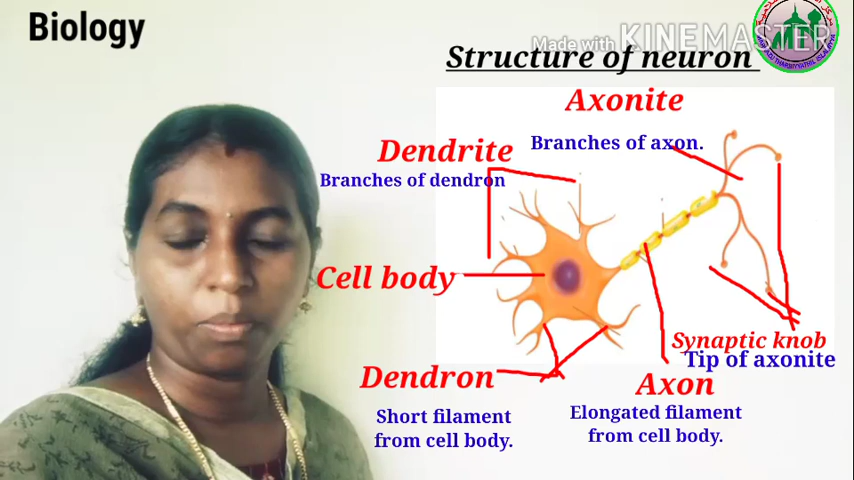 Biology
Made with KINEMASTER
Structure of neuron
Axonite
Branches of axon.
Dendrite
Branches of dendron
Cell body
Synaptic knob
Tip of axonite
Dendron
Axon
Short filament
from cell body.
Elongated filament
from cell body.